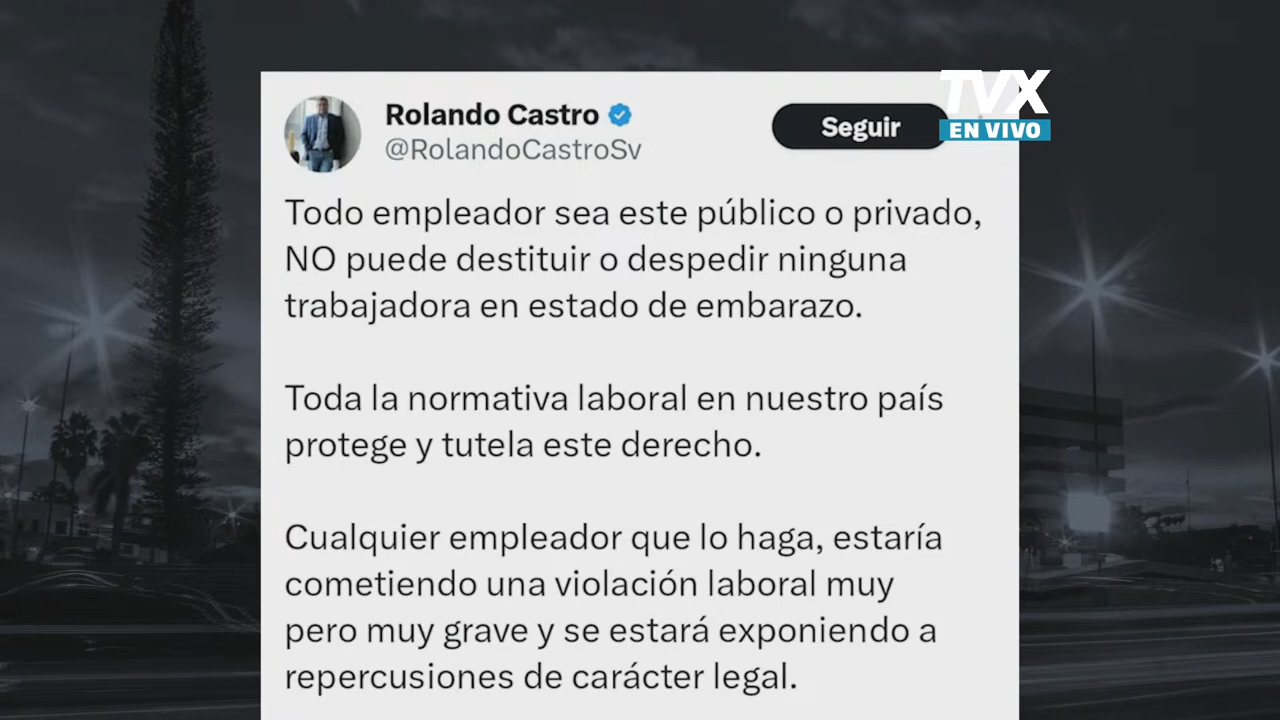 Rolando Castro
@RolandoCastroSv
Seguir
TVX
EN VIVO
Todo empleador sea este público o privado,
NO puede destituir o despedir ninguna
trabajadora en estado de embarazo.
Toda la normativa laboral en nuestro país
protege y tutela este derecho.
Cualquier empleador que lo haga, estaría
cometiendo una violación laboral muy
pero muy grave y se estará exponiendo a
repercusiones de carácter legal.